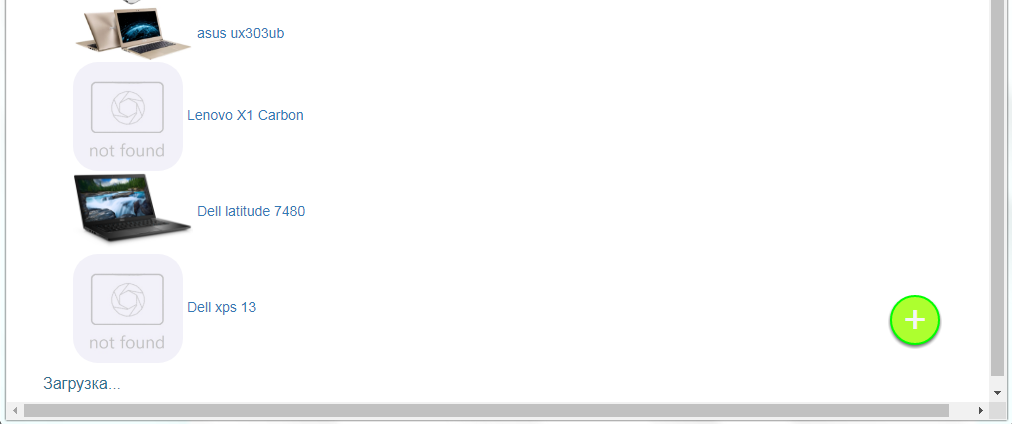 asus ux303ub
Lenovo X1 Carbon
not found
Dell latitude 7480
Dell xps 13
not found
Загрузка...